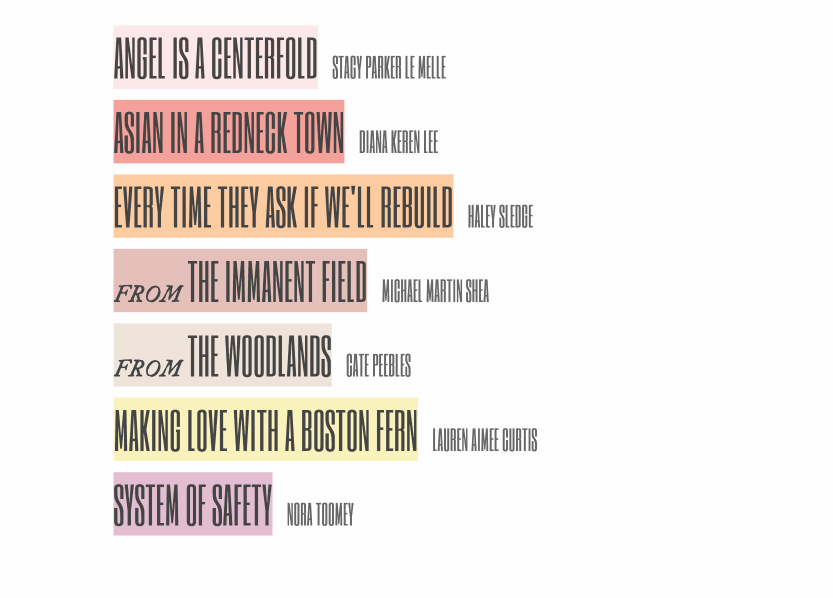 ANGEL IS A CENTERFOLD STACY PARKER LE MELLE
ASIAN IN A REDNECK TOWN DIANA KEREN LEE
EVERY TIME THEY ASK IF WE'LL REBUILD HALEY SLEDGE
FROM THE IMMANENT FIELD MICHAEL MARTIN SHEA
FROM THE WOODLANDS CATE PEEBLES
MAKING LOVE WITH A BOSTON FERN LAUREN AIMEE CURTIS
SYSTEM OF SAFETY NORA TOOMEY